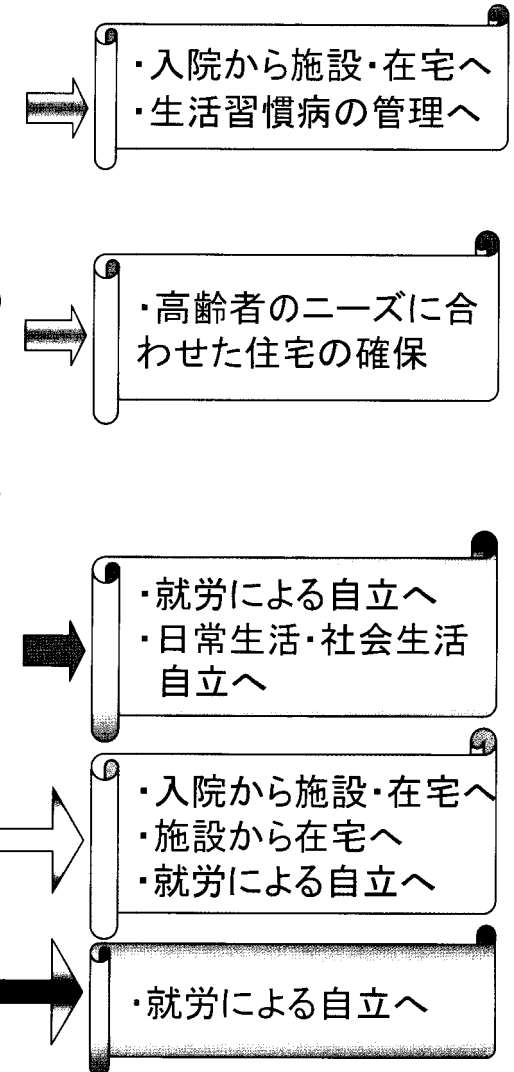 ・入院から施設・在宅へ
・生活習慣病の管理へ
・高齢者のニーズに合
わせた住宅の確保
・就労による自立へ
・日常生活・社会生活
自立へ
・入院から施設・在宅へ
・施設から在宅へ
・就労による自立へ
・就労による自立へ